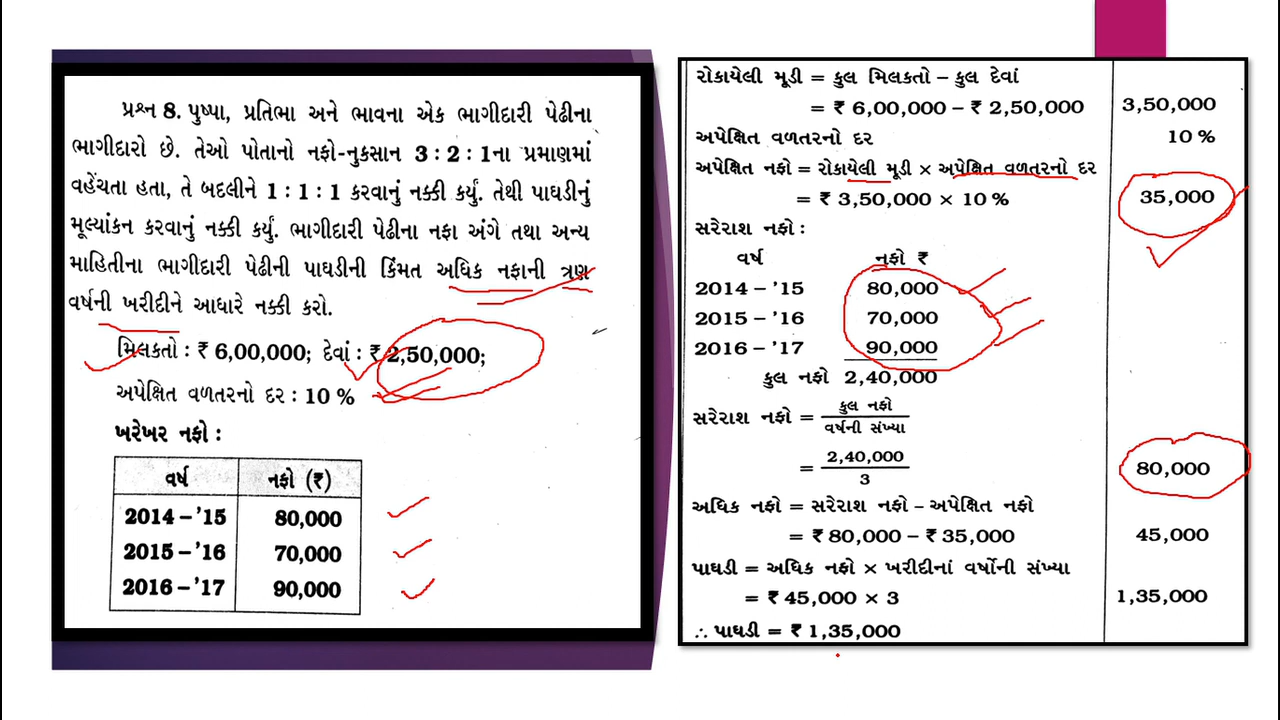 પ્રશ્ન 8. પુષ્પા, પ્રતિભા અને ભાવના એક ભાગીદારી પેઢીના
ભાગીદારો છે. તેઓ પોતાનો નફો-નુકસાન 3 : 2 : 1ના પ્રમાણમાં
વહેંચતા હતા, તે બદલીને 1 : 1 : 1 કરવાનું નક્કી કર્યું. તેથી પાઘડીનું
મૂલ્યાંકન કરવાનું નક્કી કર્યું. ભાગીદારી પેઢીના નફા અંગે તથા અન્ય
માહિતીના ભાગીદારી પેઢીની પાઘડીની કિંમત અધિક નફાની ત્રણ
વર્ષની ખરીદીને આધારે નક્કી કરો.
મિલકતો : ₹ 6,00,000; દેવાં : ₹ 2,50,000;
અપેક્ષિત વળતરનો દર : 10 %
ખરેખર નફો :
વર્ષ નફો (₹)
2014 – '15 80,000
2015 – '16 70,000
2016 – '17 90,000
રોકાયેલી મૂડી = કુલ મિલકતો – કુલ દેવાં
= ₹ 6,00,000 – ₹ 2,50,000 3,50,000
અપેક્ષિત વળતરનો દર 10 %
અપેક્ષિત નફો = રોકાયેલી મૂડી × અપેક્ષિત વળતરનો દર
= ₹ 3,50,000 × 10 % 35,000
સરેરાશ નફો :
વર્ષ નફો ₹
2014 – '15 80,000
2015 – '16 70,000
2016 – '17 90,000
કુલ નફો 2,40,000
સરેરાશ નફો = કુલ નફો
વર્ષની સંખ્યા
= 2,40,000 80,000
3
અધિક નફો = સરેરાશ નફો – અપેક્ષિત નફો
= ₹ 80,000 – ₹ 35,000 45,000
પાઘડી = અધિક નફો × ખરીદીનાં વર્ષોની સંખ્યા
= ₹ 45,000 × 3 1,35,000
∴ પાઘડી = ₹ 1,35,000